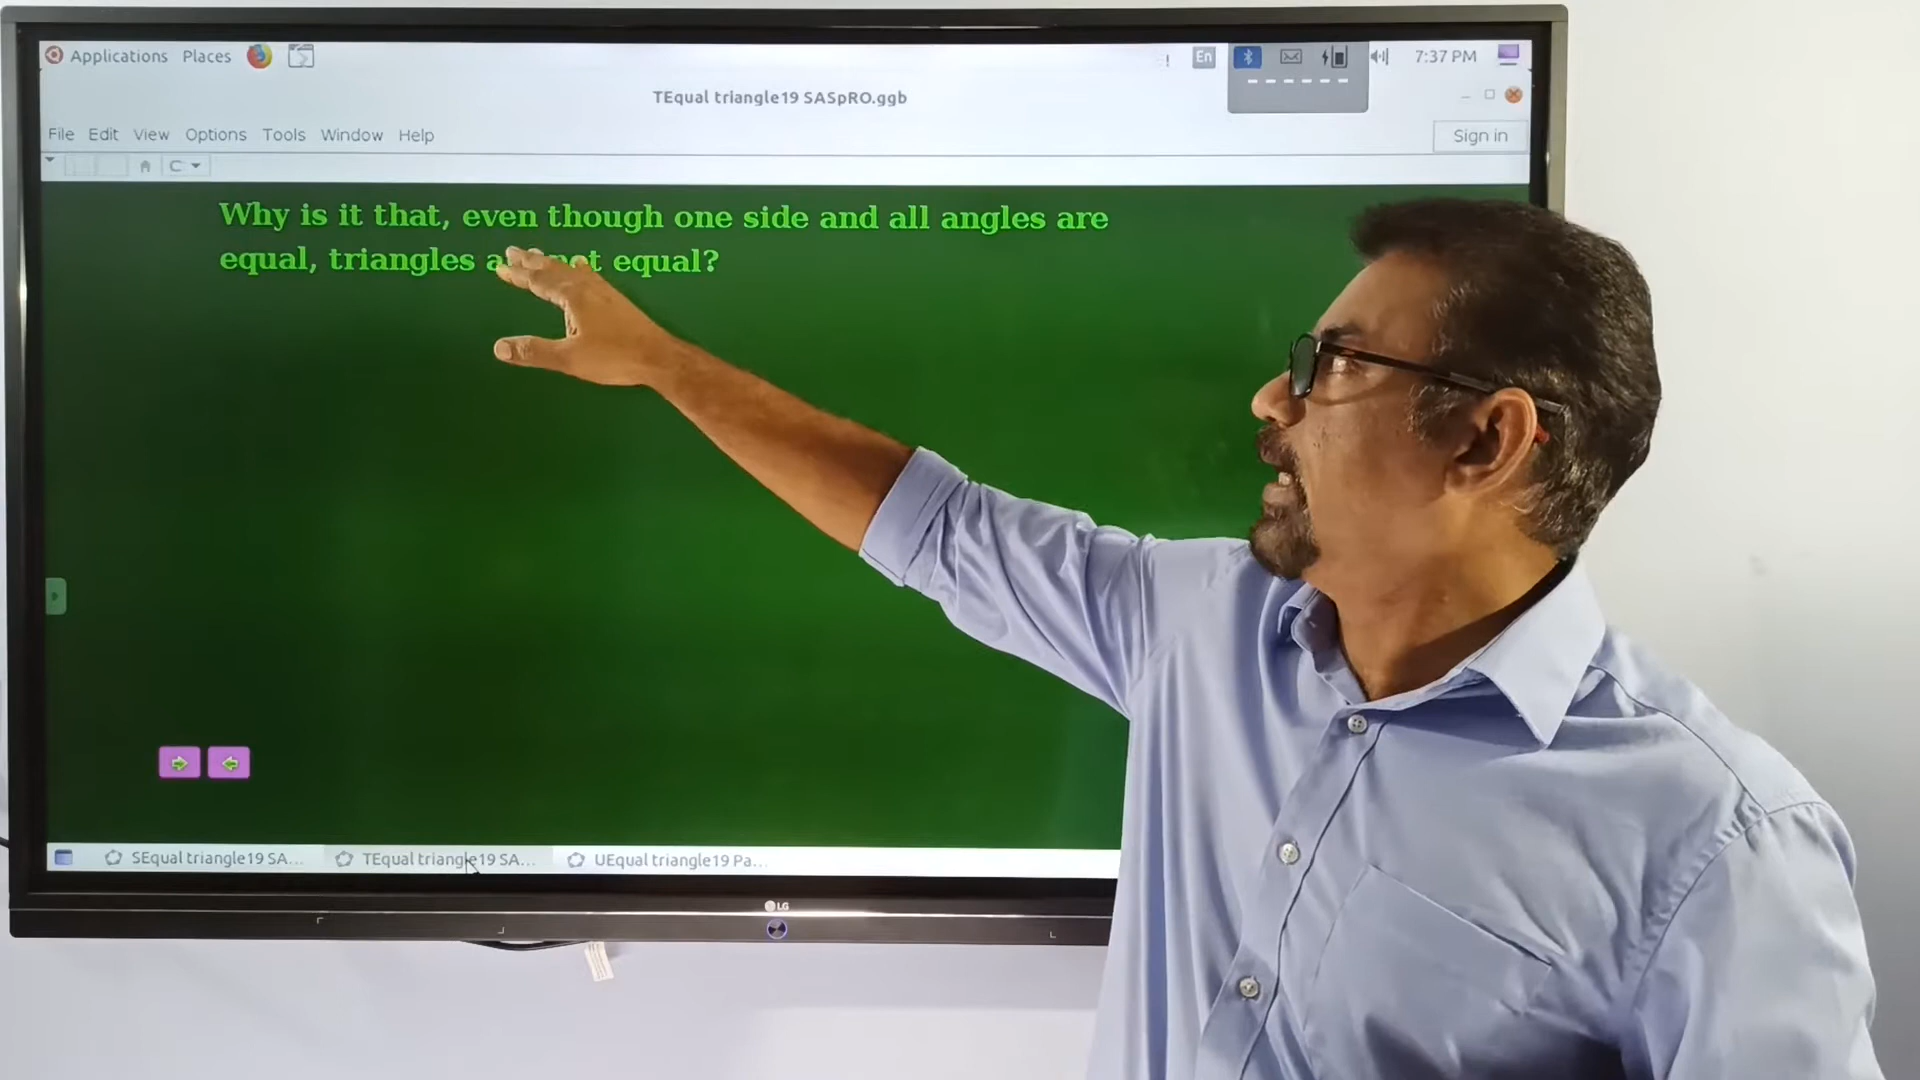 Applications Places
En
7:37 PM
TEqual triangle19 SASpRO.ggb
File Edit View Options Tools Window Help
Sign in
C
Why is it that, even though one side and all angles are
equal, triangles not equal?
SEqual triangle19 SA...
TEqual triangle19 SA...
UEqual triangle19 Pa...
LG